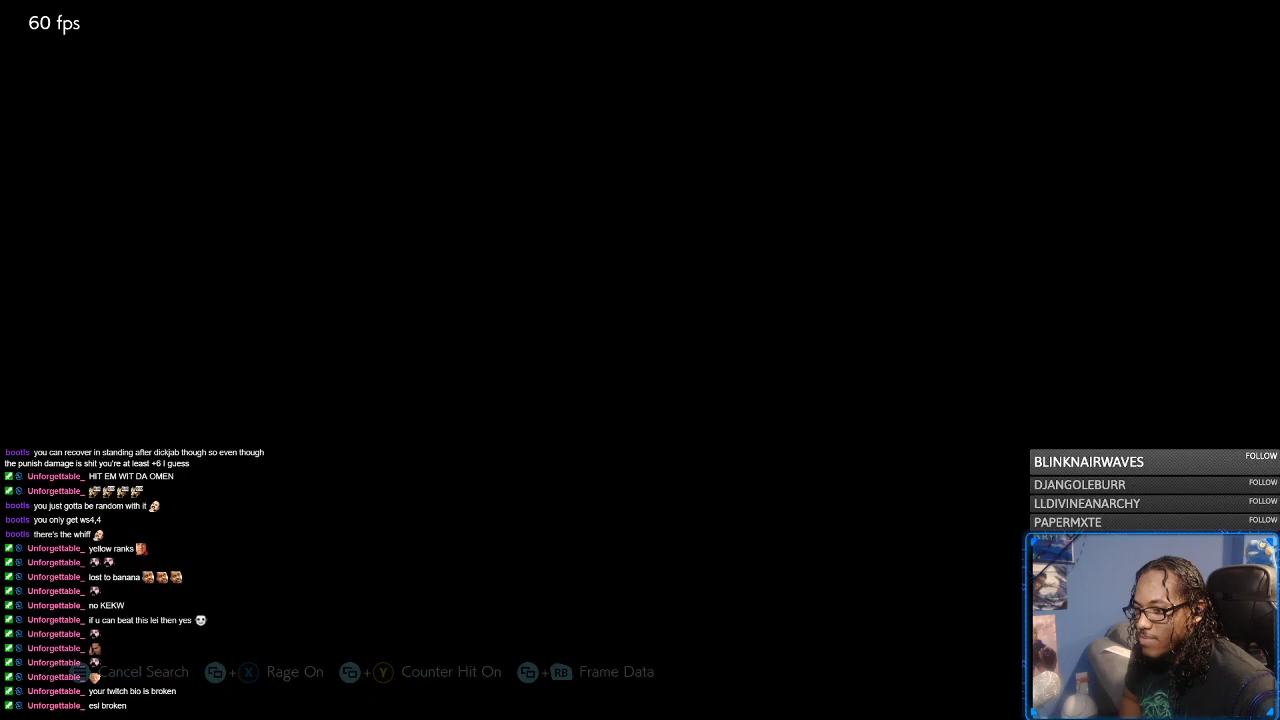 60 fps
bootls you can recover in standing after dickjab though so even though
the punish damage is shit you're at least +6 I guess
Unforgettable_ HIT EM WIT DA OMEN
Unforgettable_
bootls you just gotta be random with it
bootls you only get ws4,4
bootls there's the whiff
Unforgettable_ yellow ranks
Unforgettable_
Unforgettable_ lost to banana
Unforgettable_
Unforgettable_ no KEKW
Unforgettable_ if u can beat this lei then yes
Unforgettable_
Unforgettable_
Unforgettable_
Unforgettable_
Unforgettable_ your twitch bio is broken
Unforgettable_ esl broken
Cancel Search + X Rage On + Y Counter Hit On + RB Frame Data
BLINKNAIRWAVES FOLLOW
DJANGOLEBURR FOLLOW
LLDIVINEANARCHY FOLLOW
PAPERMXTE FOLLOW